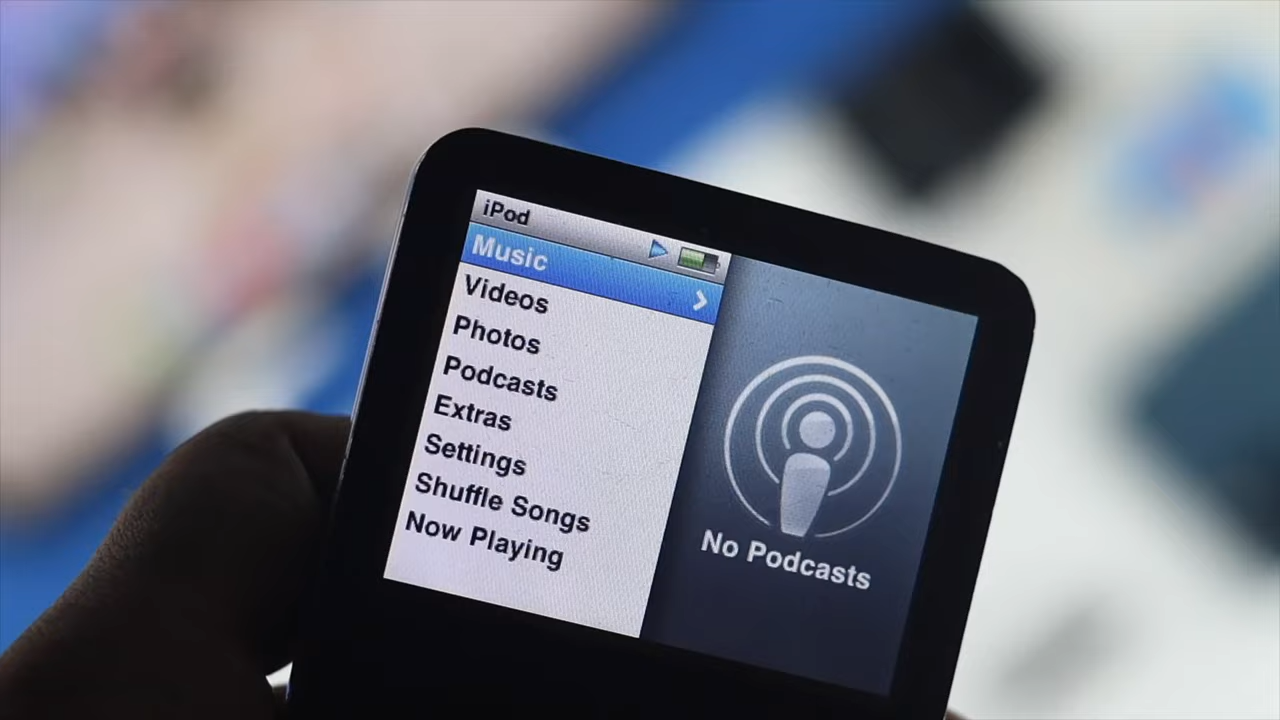 iPod
Music
Videos
Photos
Podcasts
Extras
Settings
Shuffle Songs
Now Playing
No Podcasts